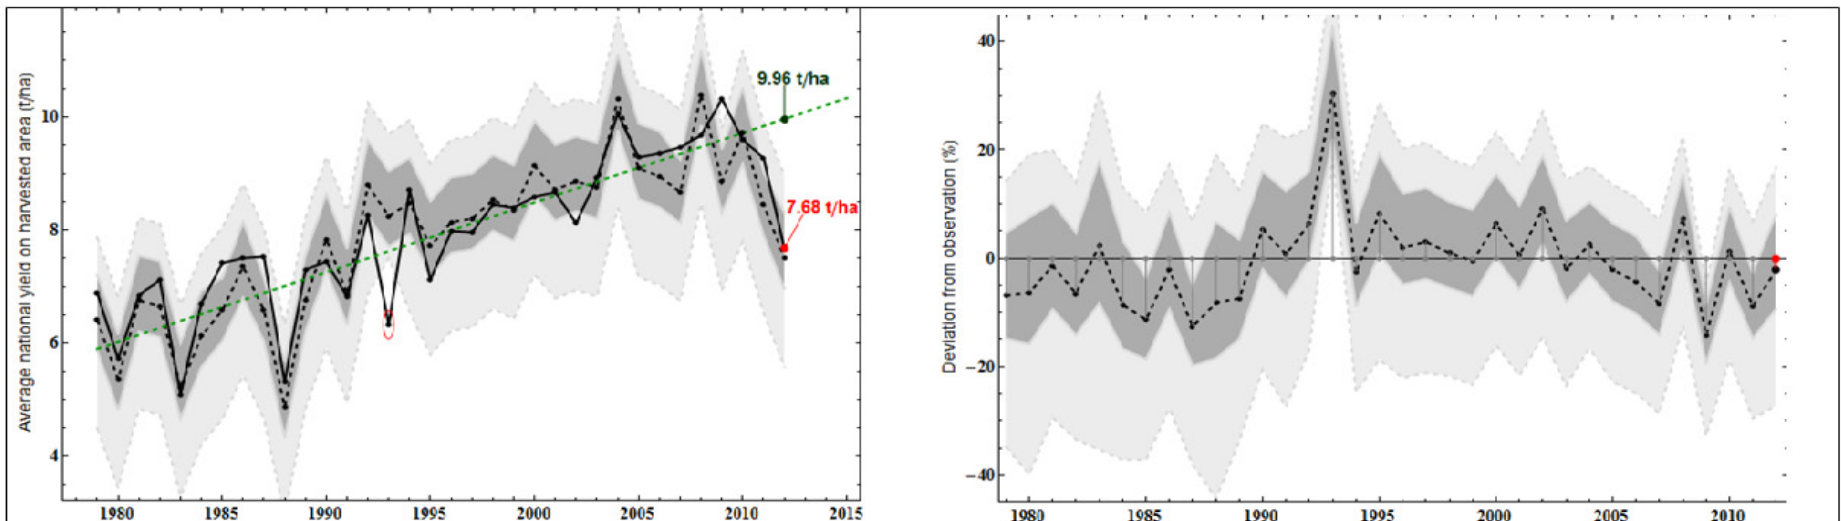 Average national yield on harvested area (t/ha)
10
8
6
4
9.96 t/ha
7.68 t/ha
1980 1985 1990 1995 2000 2005 2010 2015
Deviation from observation (%)
40
20
0
−20
−40
1980 1985 1990 1995 2000 2005 2010